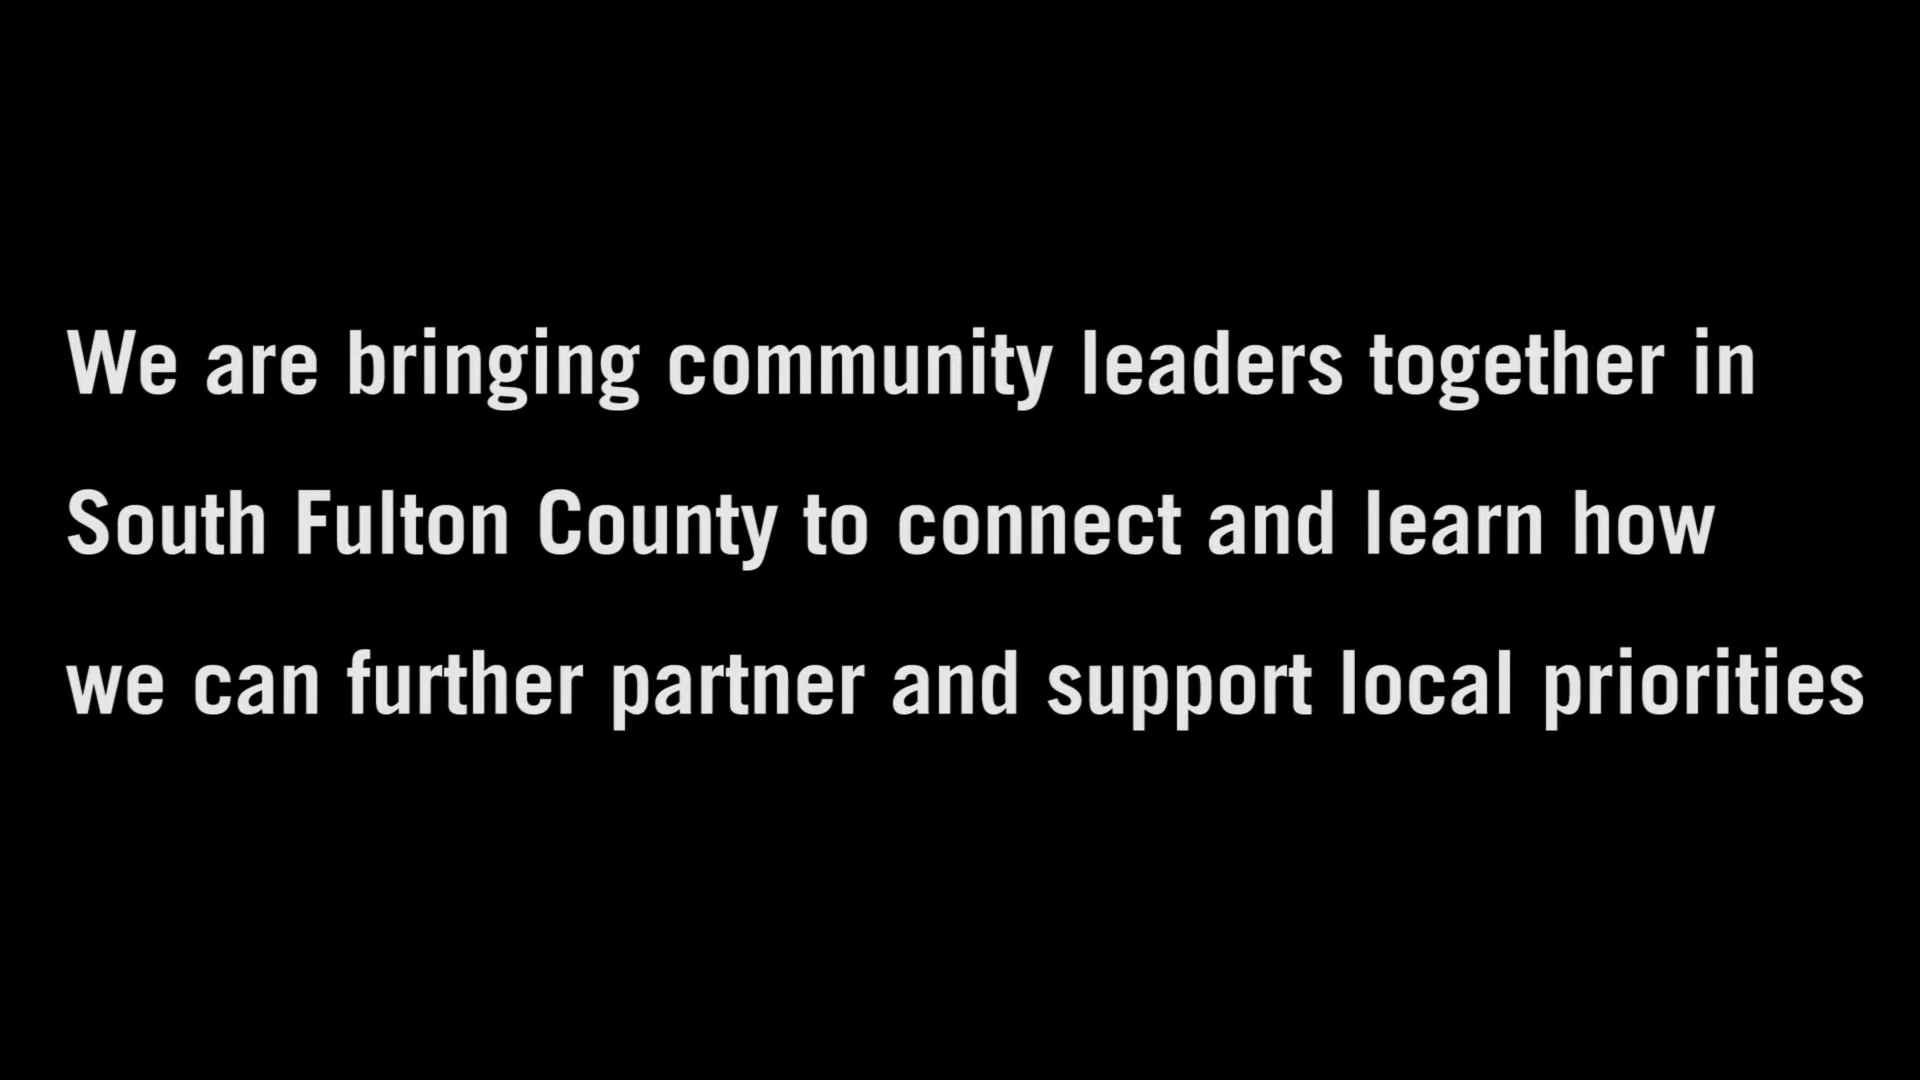 We are bringing community leaders together in
South Fulton County to connect and learn how
we can further partner and support local priorities